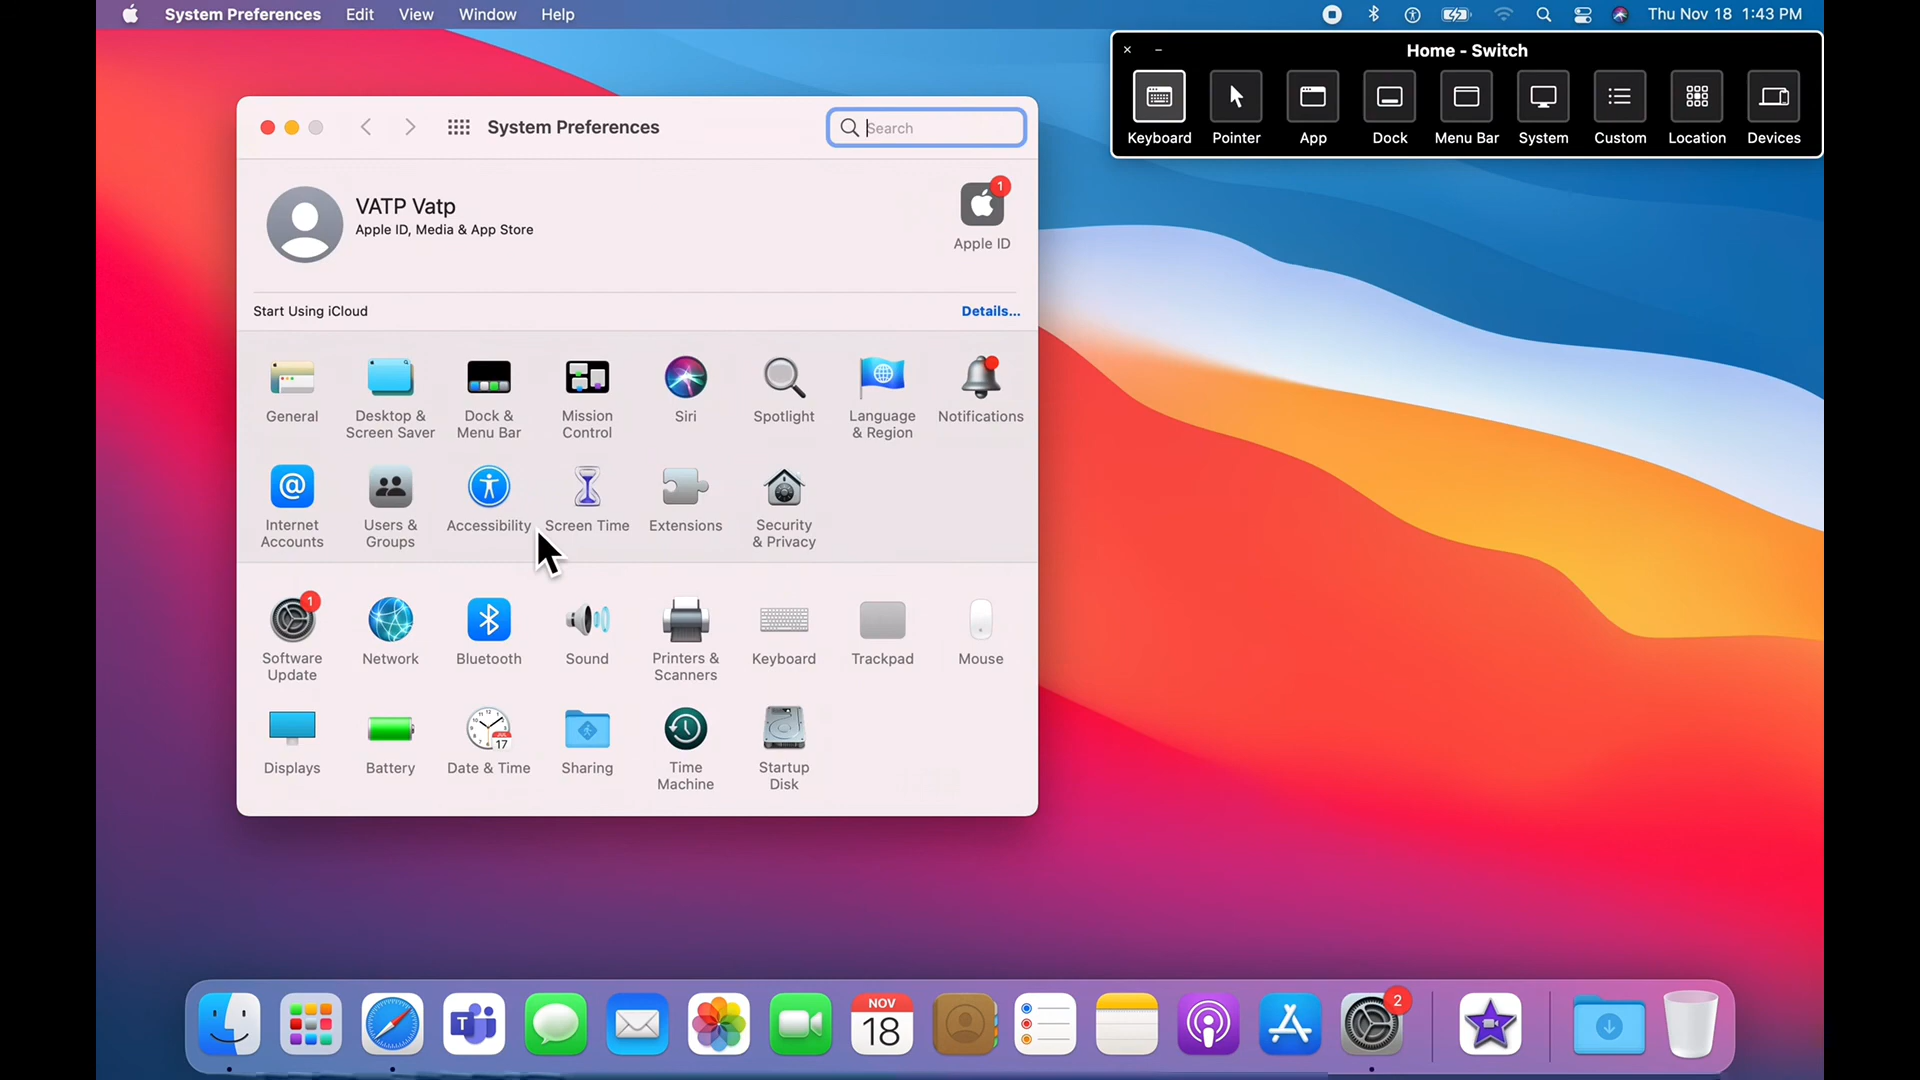 System Preferences Edit View Window Help Thu Nov 18 1:43 PM
Home - Switch
Keyboard Pointer App Dock Menu Bar System Custom Location Devices
System Preferences Search
VATP Vatp
Apple ID, Media & App Store
1
Apple ID
Start Using iCloud Details...
General Desktop & Screen Saver Dock & Menu Bar Mission Control Siri Spotlight Language & Region Notifications
Internet Accounts Users & Groups Accessibility Screen Time Extensions Security & Privacy
1
Software Update Network Bluetooth Sound Printers & Scanners Keyboard Trackpad Mouse
17
Displays Battery Date & Time Sharing Time Machine Startup Disk
NOV
18
T
2